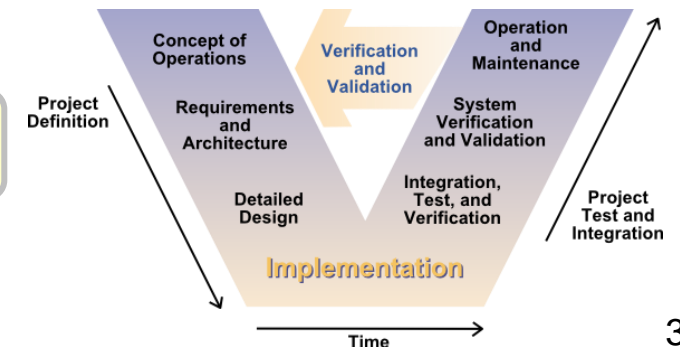 Concept of
Operations
Verification
and
Validation
Operation
and
Maintenance
Project
Definition
Requirements
and
Architecture
System
Verification
and Validation
Detailed
Design
Integration,
Test, and
Verification
Project
Test and
Integration
Implementation
Time
3